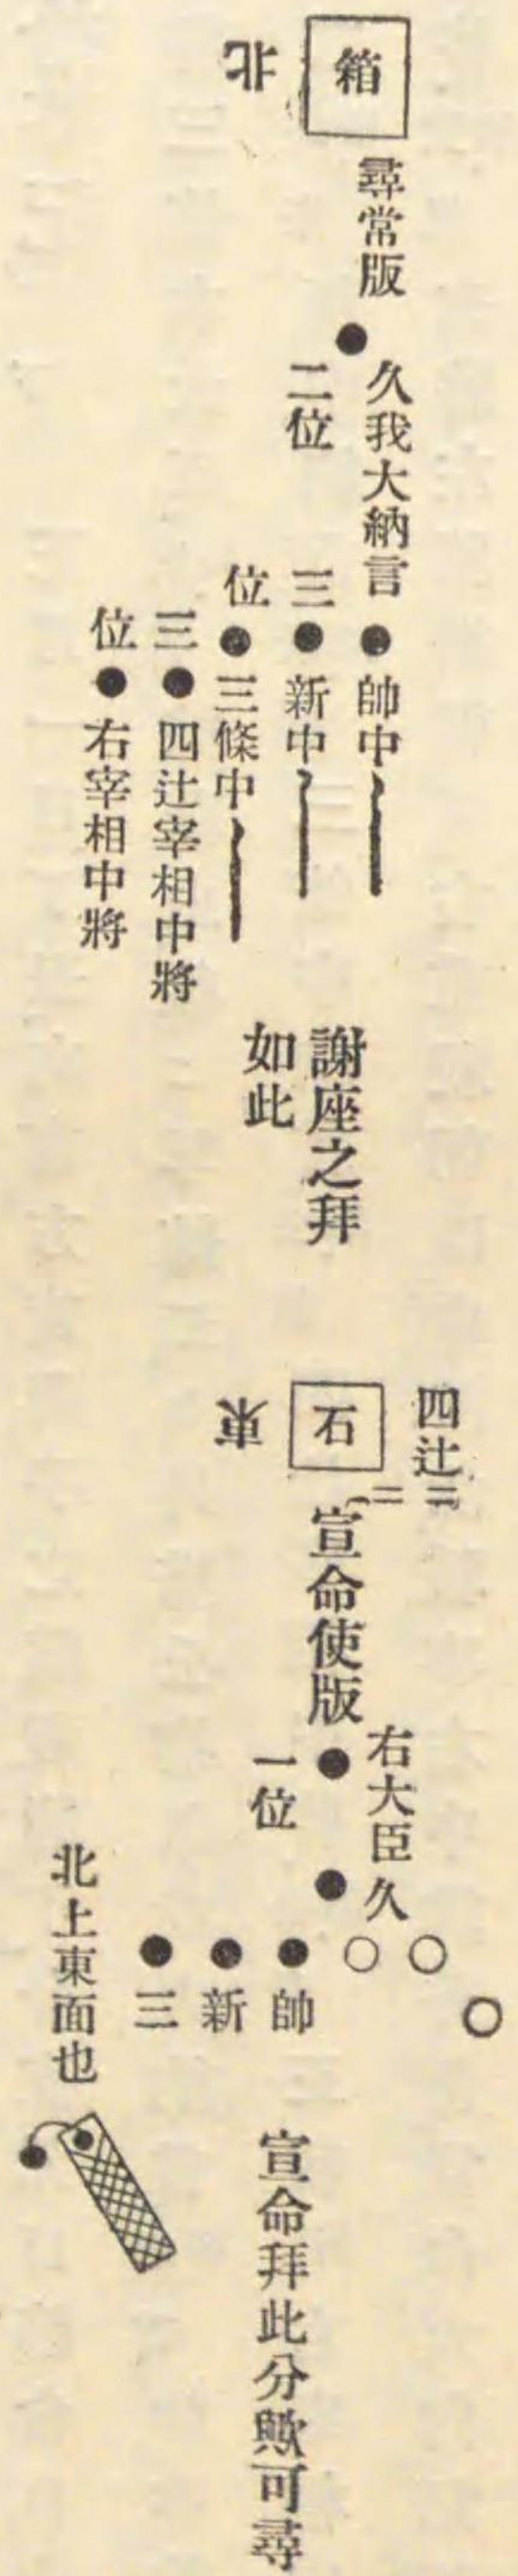 箱
北
尋常版
久我大納言
二位
帥中
三
新中
位
三條中
三
四辻宰相中將
位
右宰相中將
謝座之拜
如此
四辻
石
東
宣命使版
右大臣
一位
久
帥
新
三
北上東面也
宣命拜此分歟可尋